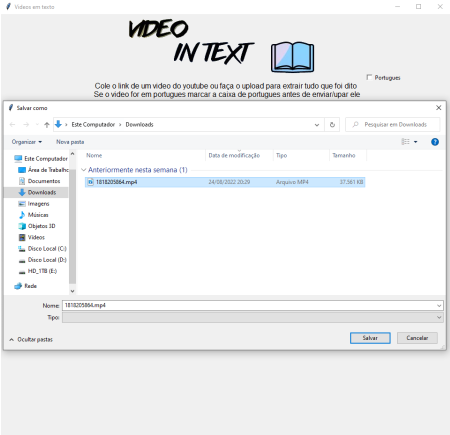 Videos em texto
VIDEO
IN TEXT
Portugues
Cole o link de um video do youtube ou faça o upload para extrair tudo que foi dito
Se o video for em portugues marcar a caixa de portugues antes de enviar/upar ele
Salvar como
Este Computador > Downloads
Pesquisar em Downloads
Organizar
Nova pasta
Este Computador
Área de Trabalho
Documentos
Downloads
Imagens
Músicas
Objetos 3D
Vídeos
Disco Local (C:)
Disco Local (D:)
HD_1TB (E:)
Rede
Nome
Data de modificação
Tipo
Tamanho
Anteriormente nesta semana (1)
1818205864.mp4
24/08/2022 20:29
Arquivo MP4
37.361 KB
Nome: 1818205864.mp4
Tipo:
Ocultar pastas
Salvar
Cancelar